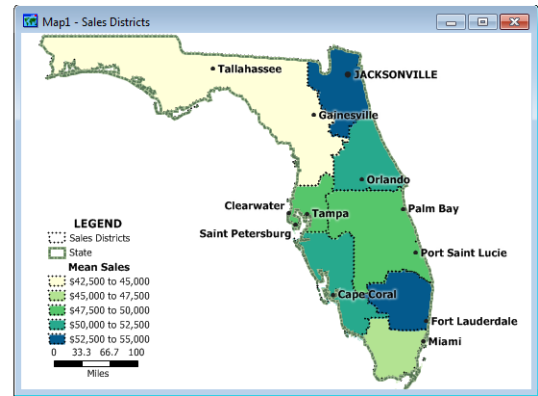 Map1 - Sales Districts
Tallahassee
JACKSONVILLE
Gainesville
Orlando
Clearwater
Tampa
Palm Bay
Saint Petersburg
Port Saint Lucie
Cape Coral
Fort Lauderdale
Miami
LEGEND
Sales Districts
State
Mean Sales
$42,500 to 45,000
$45,000 to 47,500
$47,500 to 50,000
$50,000 to 52,500
$52,500 to 55,000
0 33.3 66.7 100
Miles